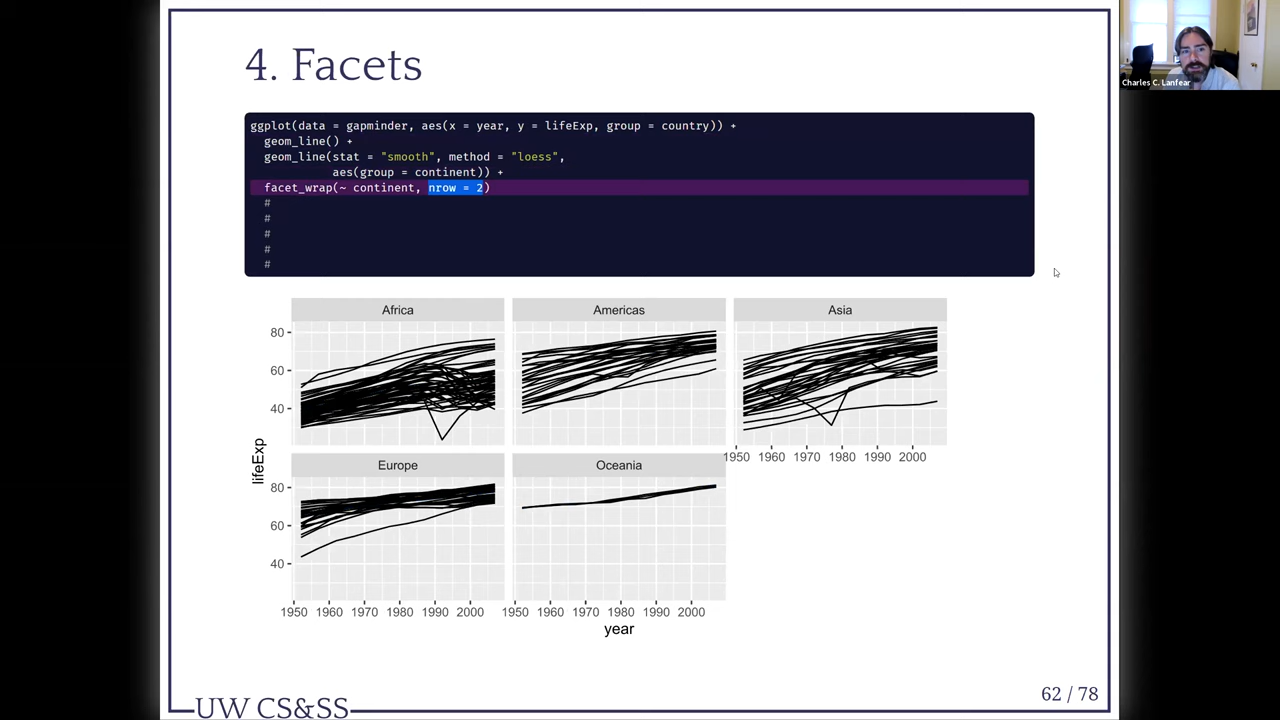 4. Facets
Charles C. Lanfear
ggplot(data = gapminder, aes(x = year, y = lifeExp, group = country)) +
geom_line() +
geom_line(stat = "smooth", method = "loess",
aes(group = continent)) +
facet_wrap(~ continent, nrow = 2)
#
#
#
#
#
Africa Americas Asia
80
60
40
1950 1960 1970 1980 1990 2000
lifeExp
Europe Oceania
80
60
40
1950 1960 1970 1980 1990 2000 1950 1960 1970 1980 1990 2000
year
62 / 78
UW CS&SS